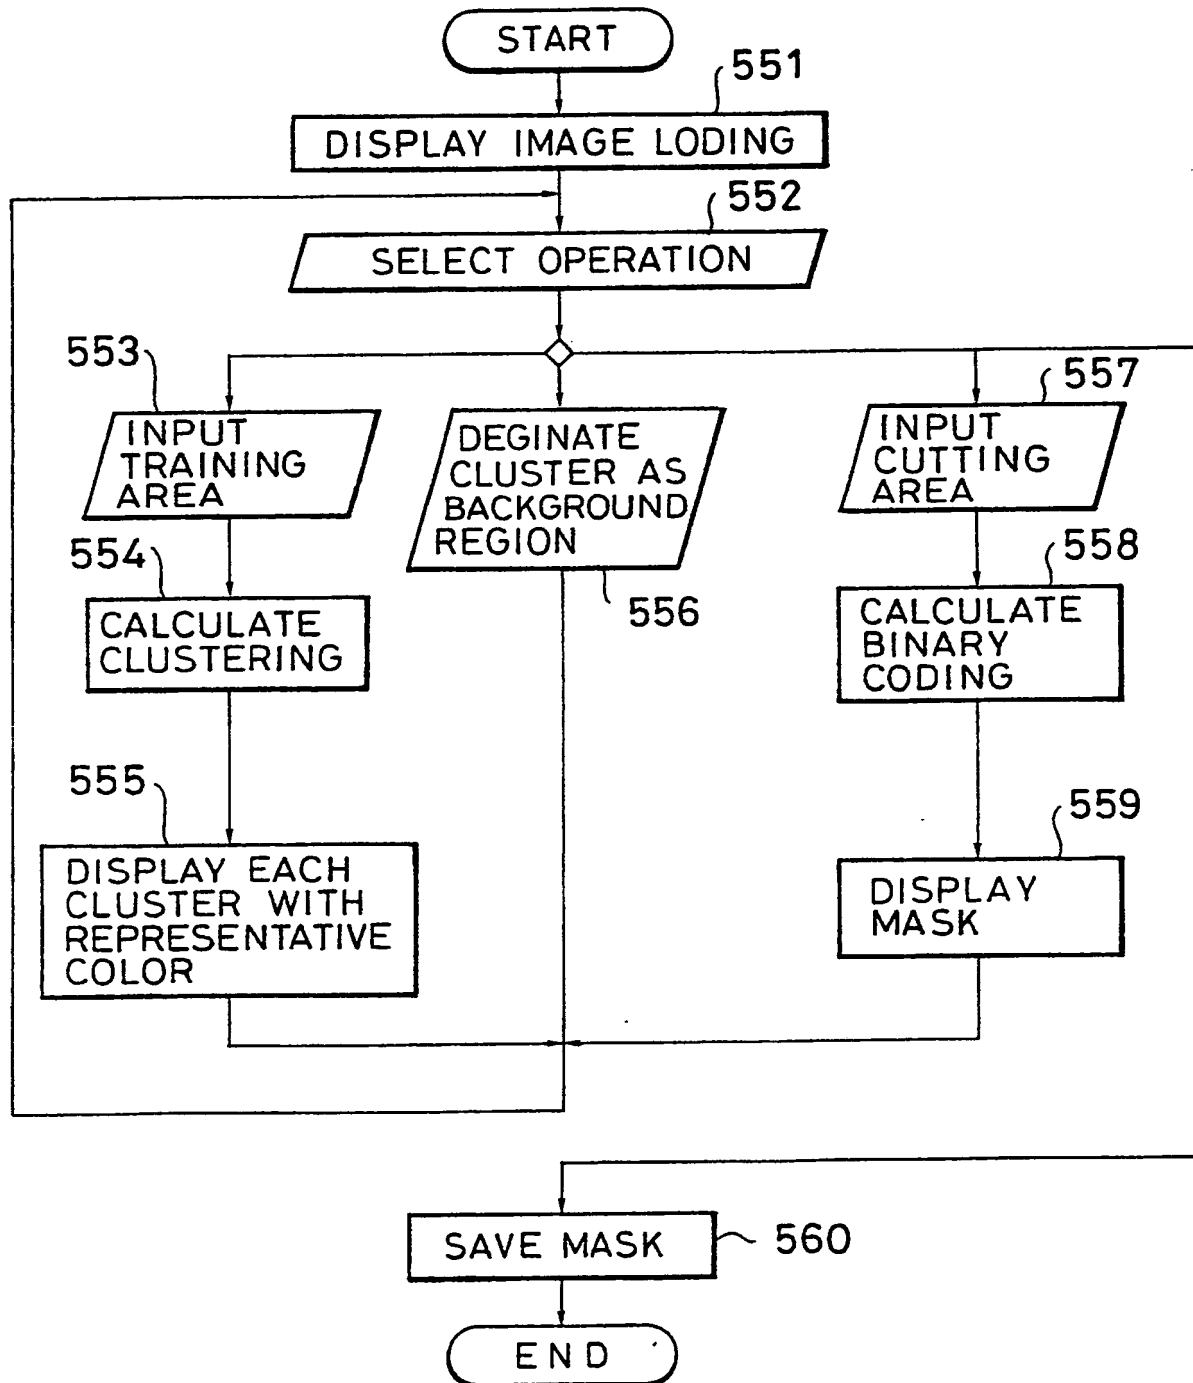 START
551
DISPLAY IMAGE LODING
552
SELECT OPERATION
553
INPUT
TRAINING
AREA
554
CALCULATE
CLUSTERING
555
DISPLAY EACH
CLUSTER WITH
REPRESENTATIVE
COLOR
DEGINATE
CLUSTER AS
BACKGROUND
REGION
556
557
INPUT
CUTTING
AREA
558
CALCULATE
BINARY
CODING
559
DISPLAY
MASK
SAVE MASK
560
END